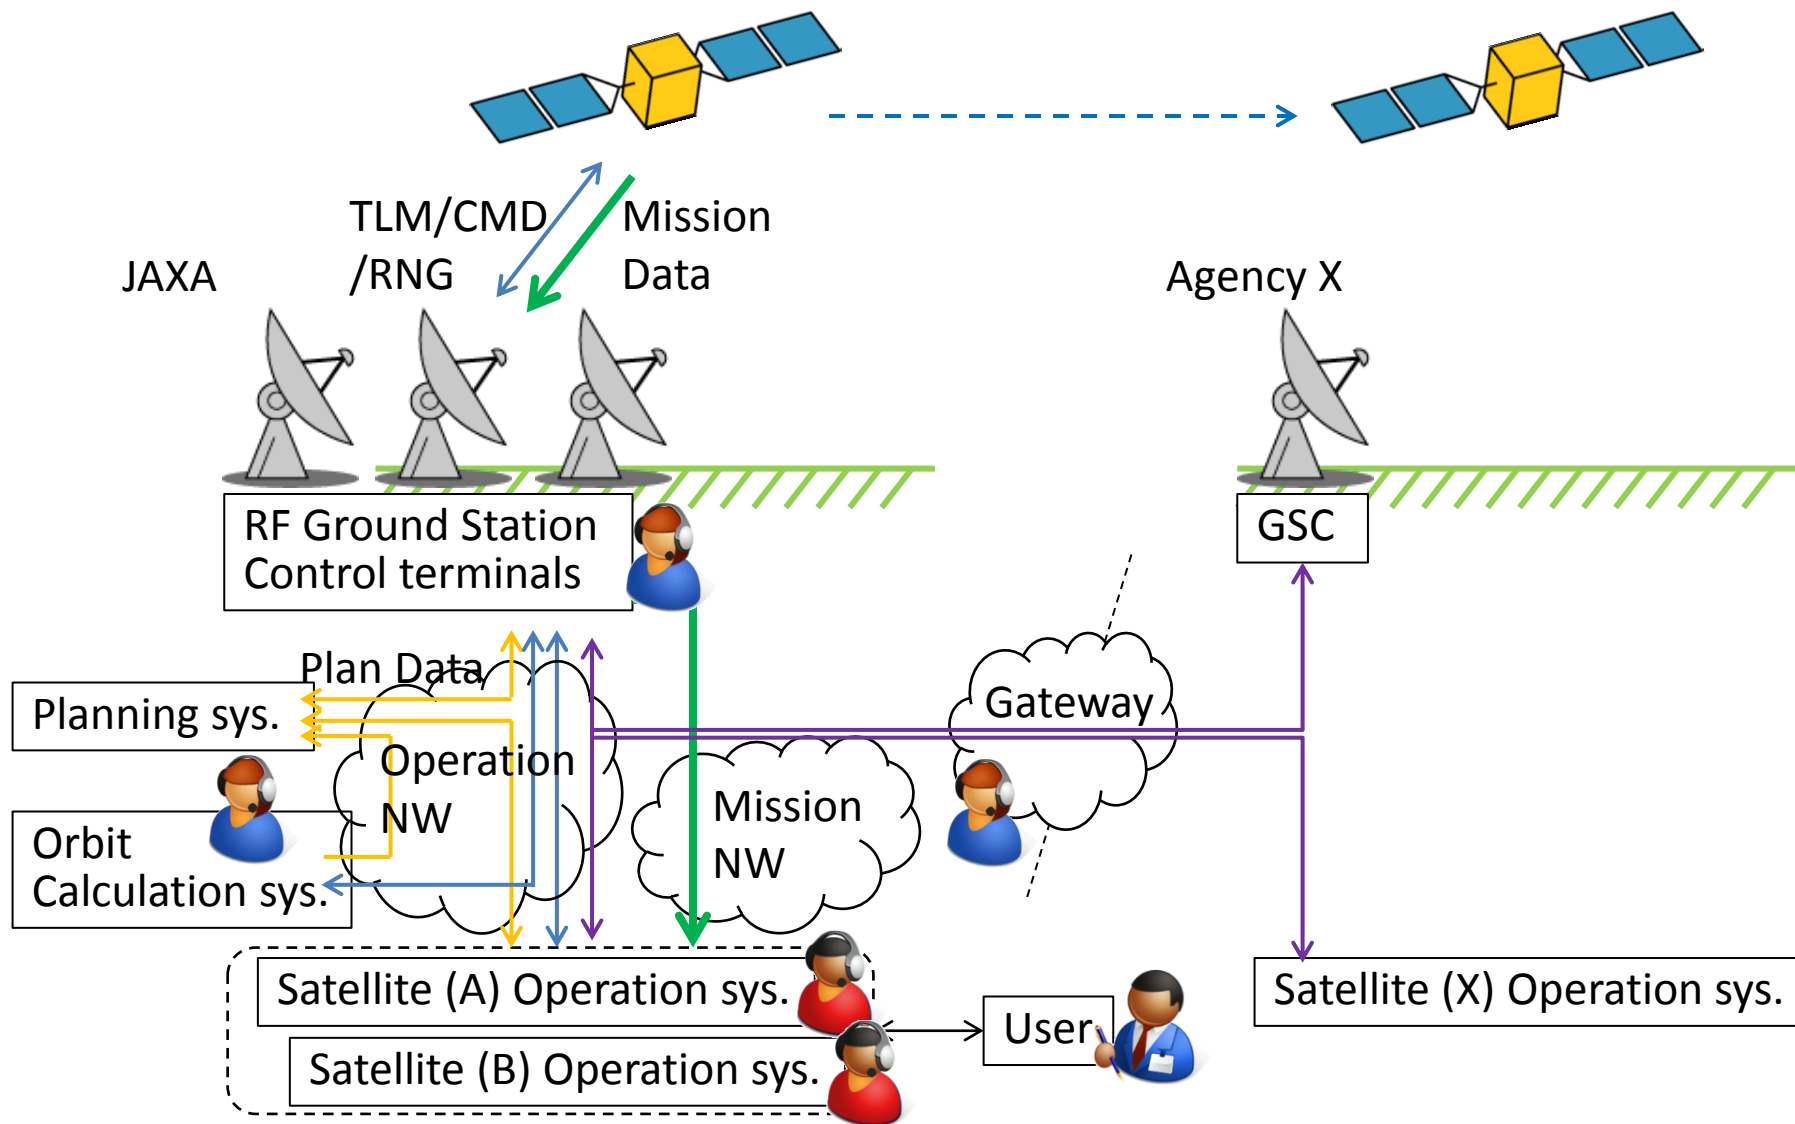 TLM/CMD
/RNG
Mission
Data
JAXA
Agency X
RF Ground Station
Control terminals
GSC
Plan Data
Planning sys.
Operation
NW
Gateway
Mission
NW
Orbit
Calculation sys.
Satellite (A) Operation sys.
Satellite (B) Operation sys.
User
Satellite (X) Operation sys.